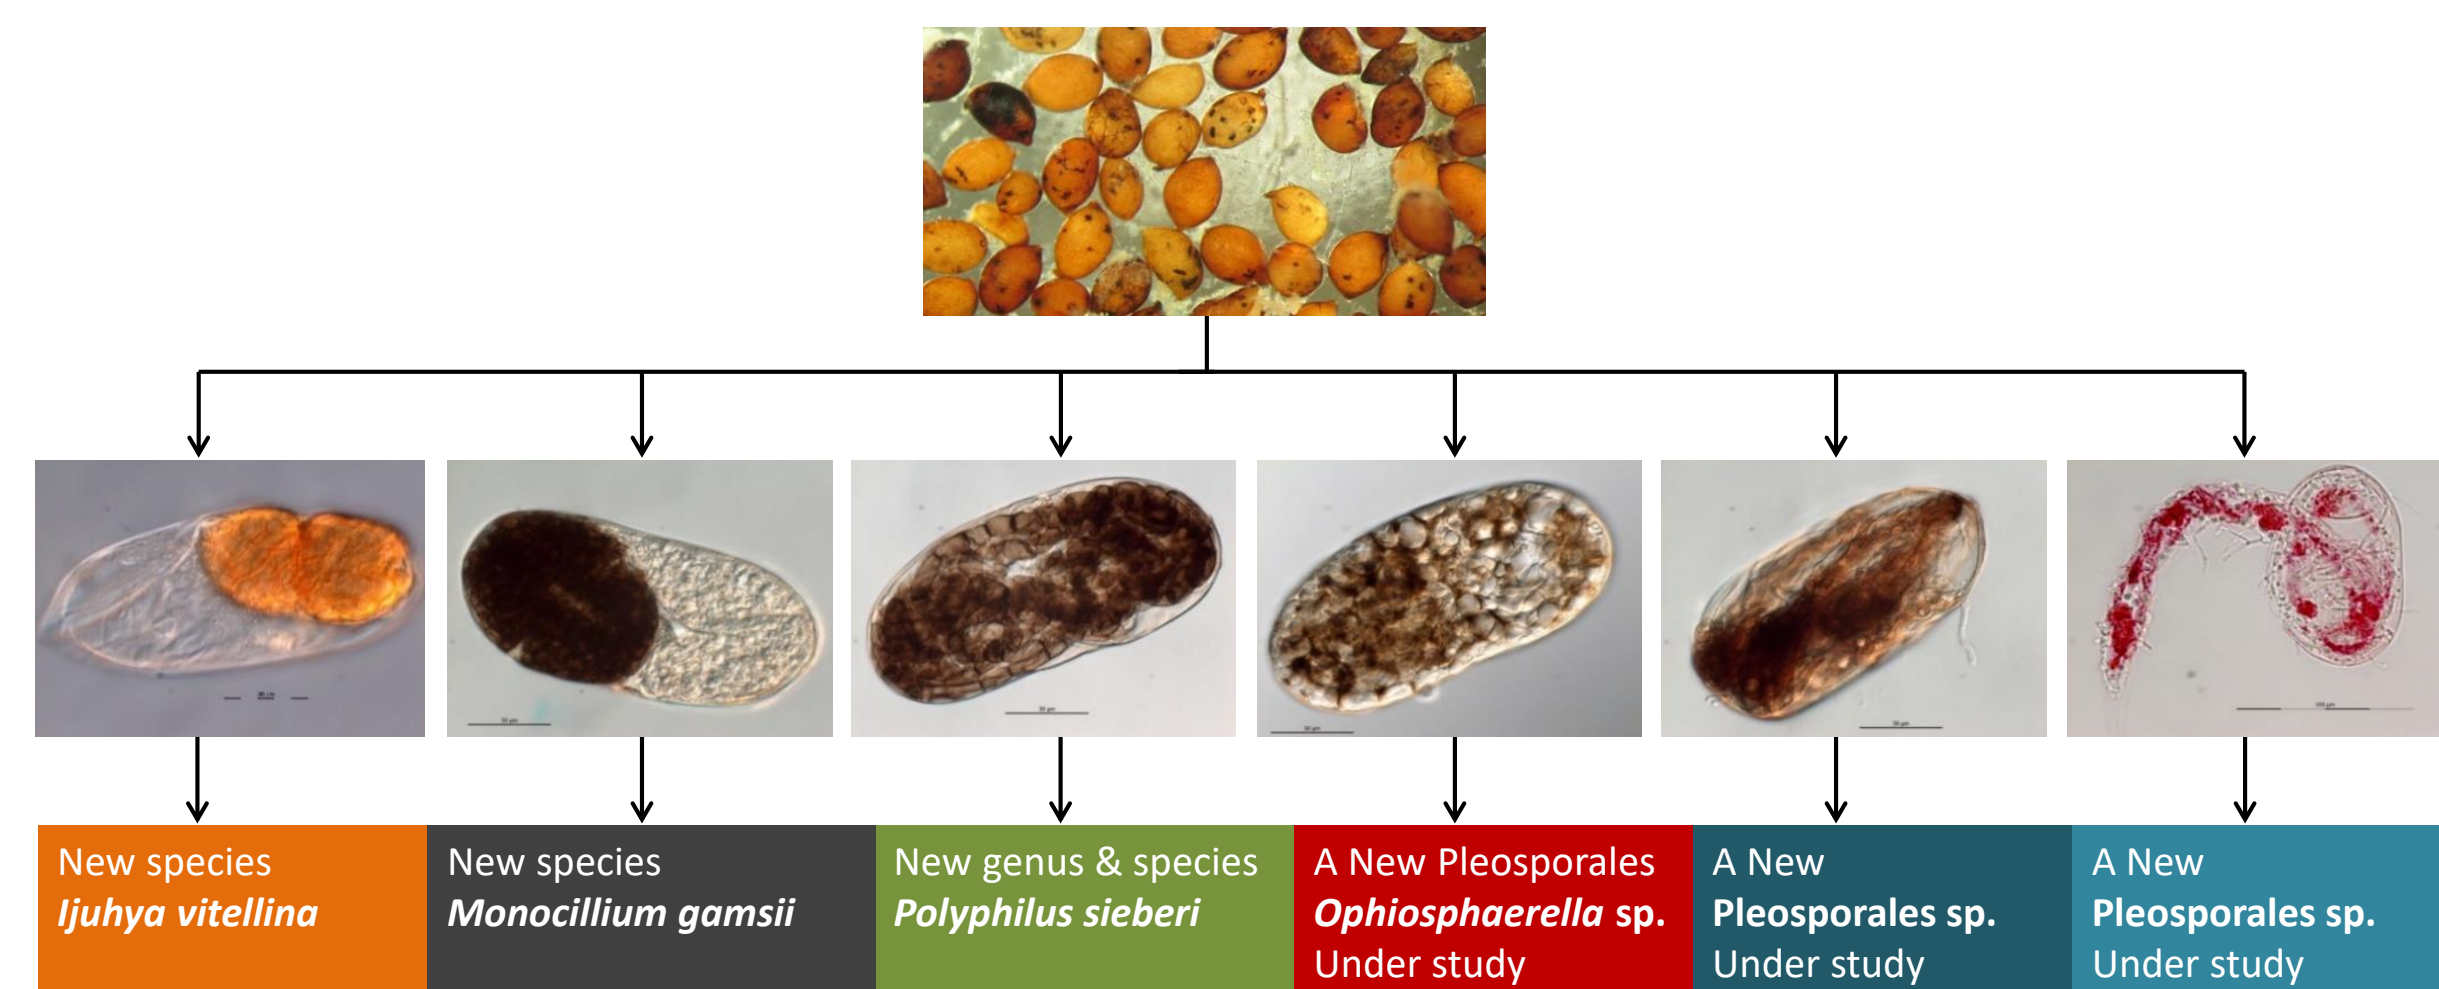 New species
Ijuhya vitellina
New species
Monocillium gamsii
New genus & species
Polyphilus sieberi
A New Pleosporales
Ophiosphaerella sp.
Under study
A New
Pleosporales sp.
Under study
A New
Pleosporales sp.
Under study